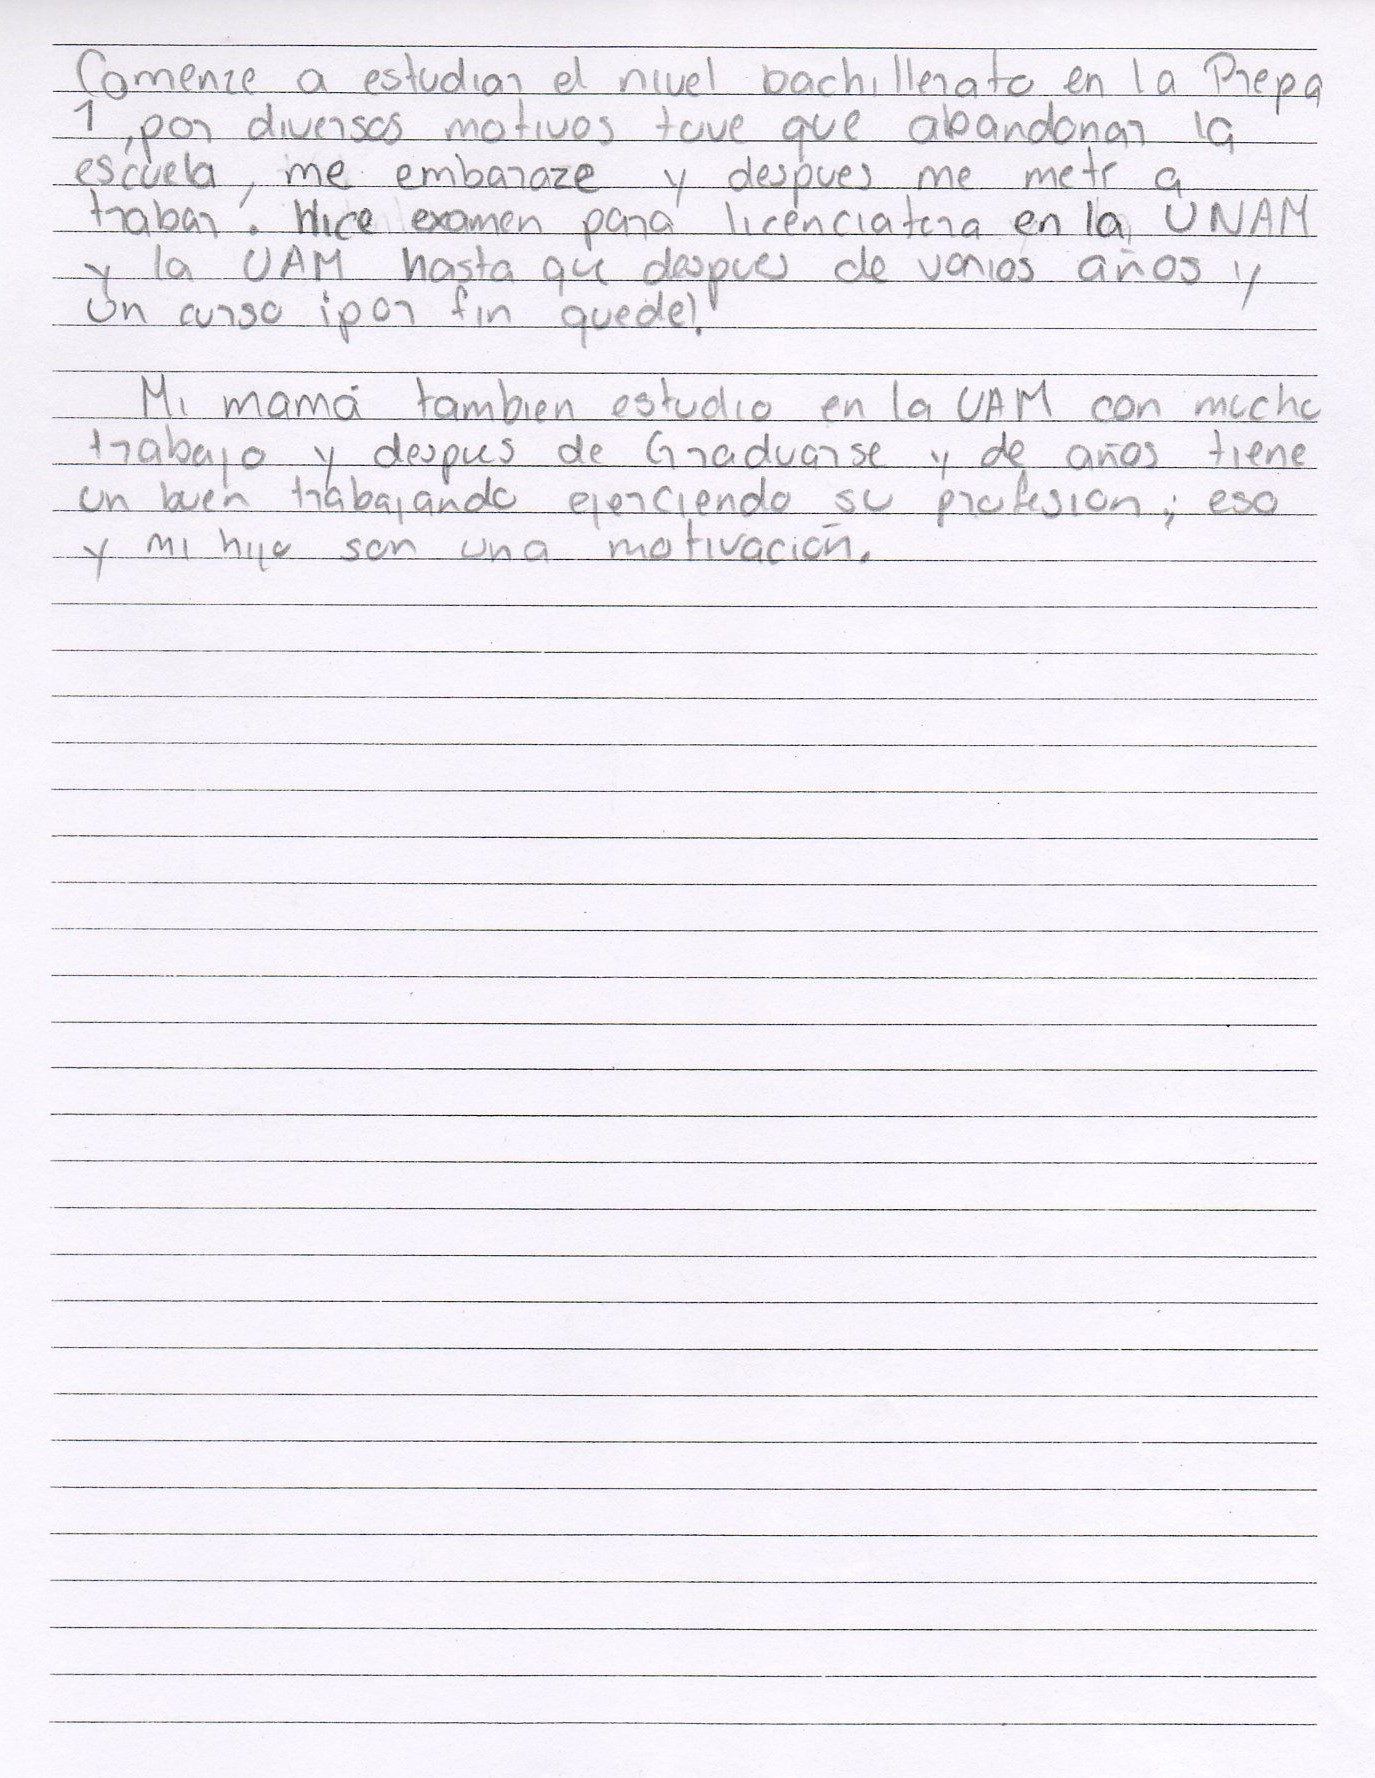 Comenze a estudiar el nivel bachillerato en la Prepa
1, por diversos motivos tuve que abandonar la
escuela, me embaraze y despues me metí a
trabar. Hice examen para licenciatura en la UNAM
y la UAM hasta que despues de varios años y
un curso ¡por fin quede!
Mi mamá tambien estudio en la UAM con mucho
trabajo y despues de Graduarse y de años tiene
un buen trabajando ejerciendo su profesion; eso
y mi hijo son una motivación.